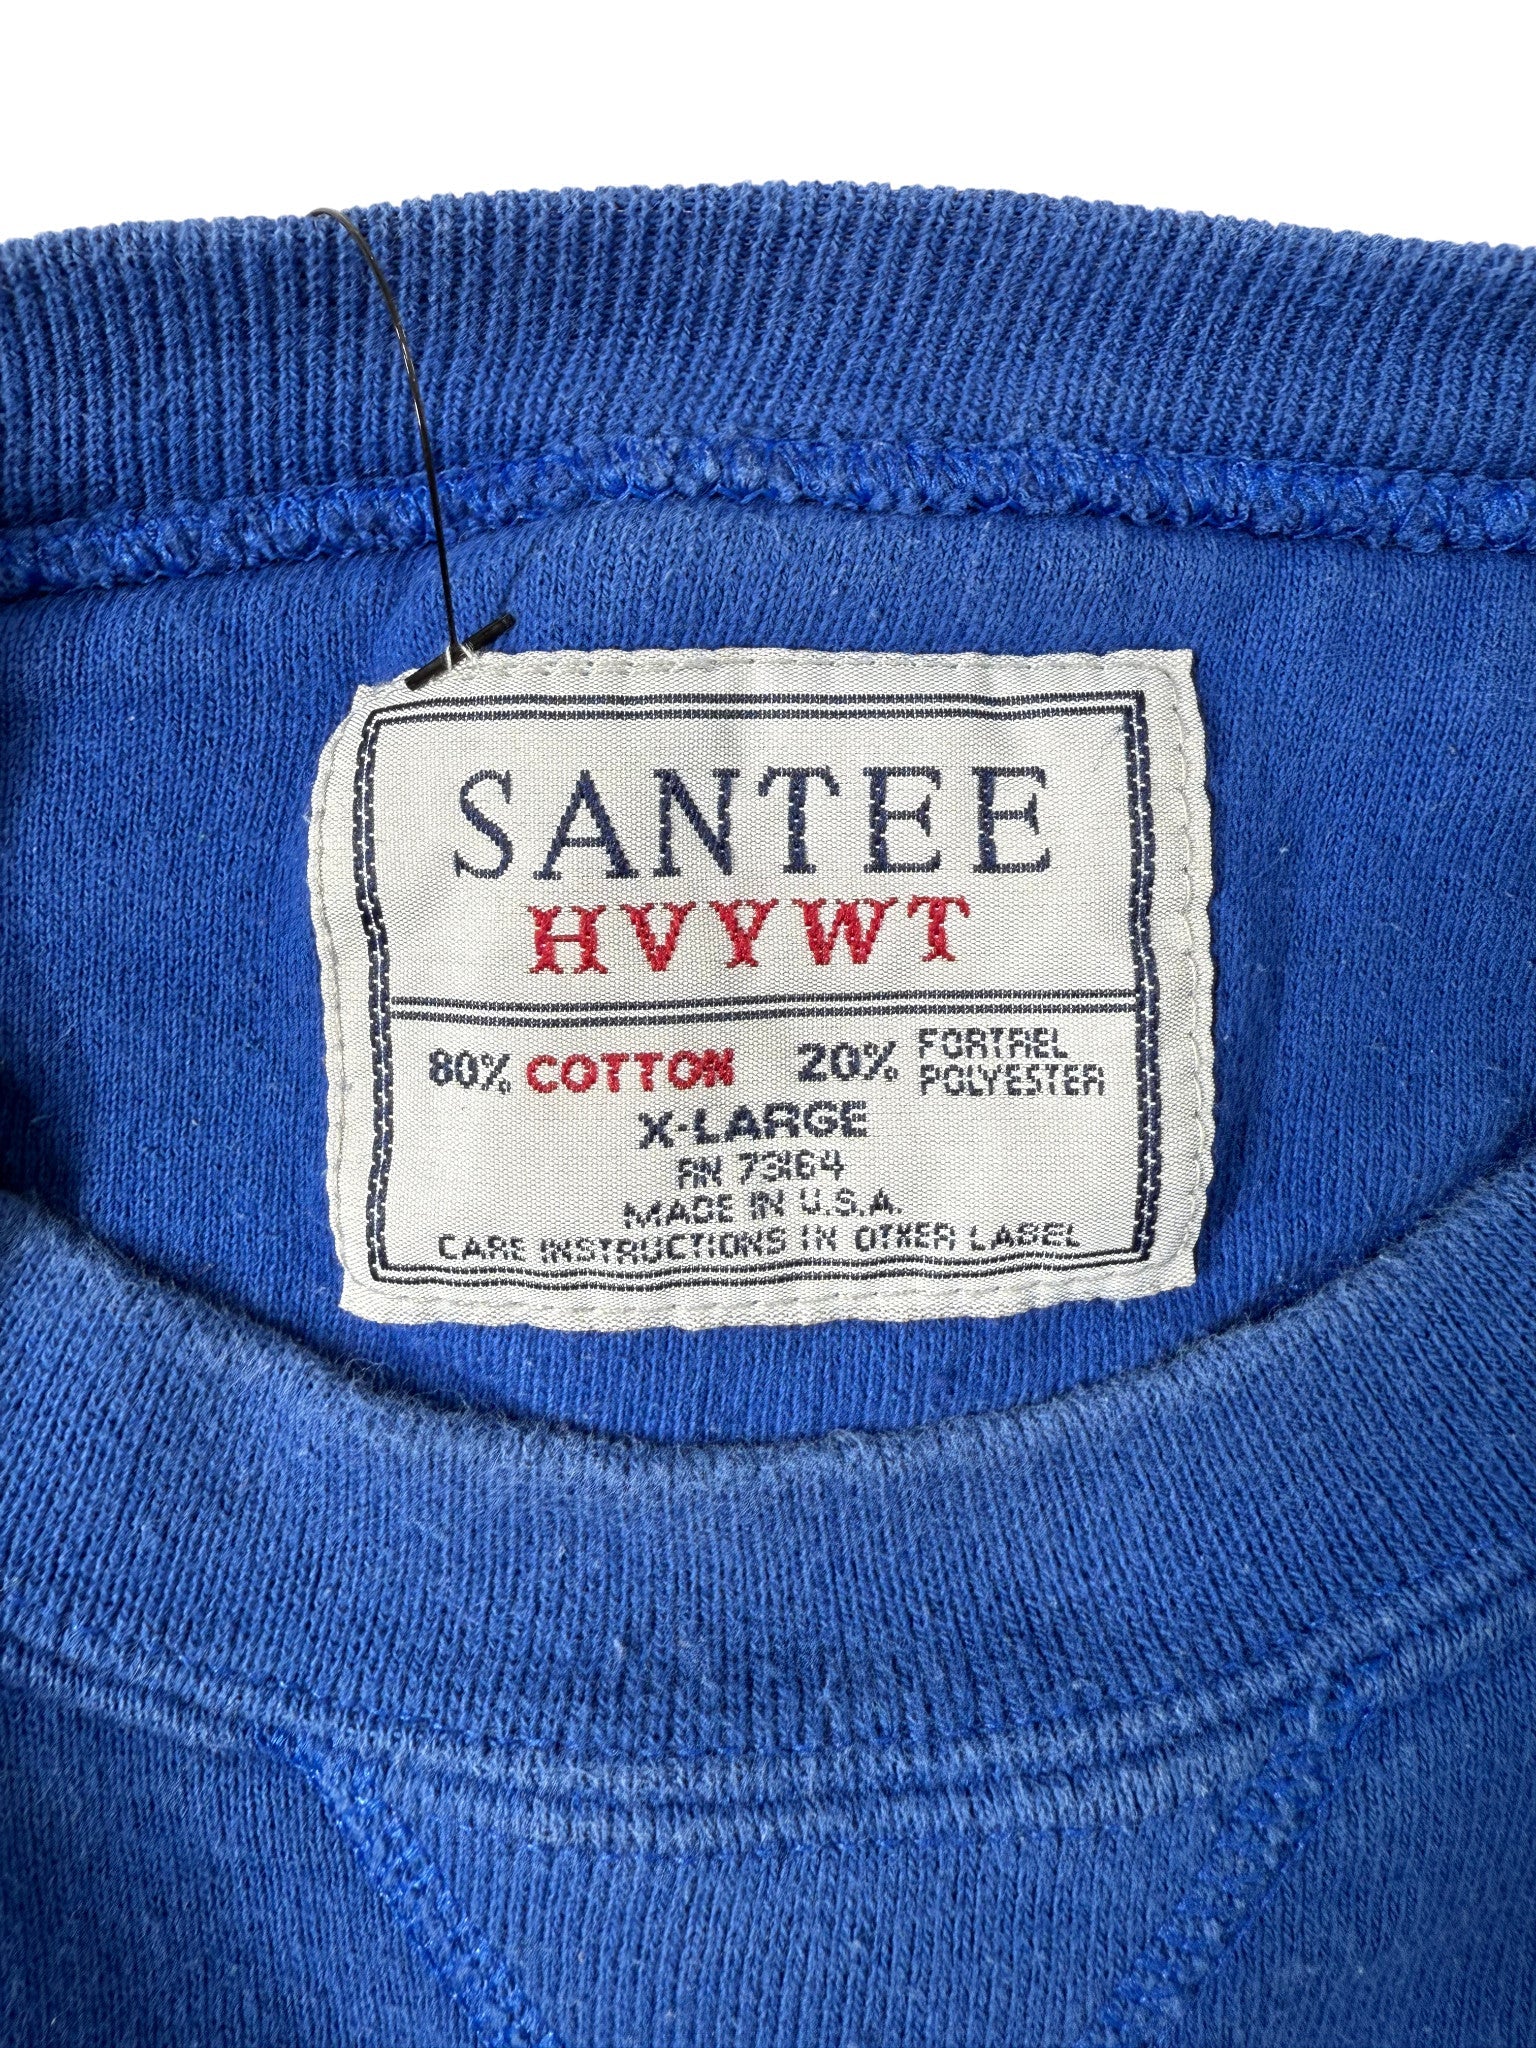 SANTEE
HVYWT
80% COTTON 20% FORTREL POLYESTER
X-LARGE
RN 73164
MADE IN U.S.A.
CARE INSTRUCTIONS IN OTHER LABEL